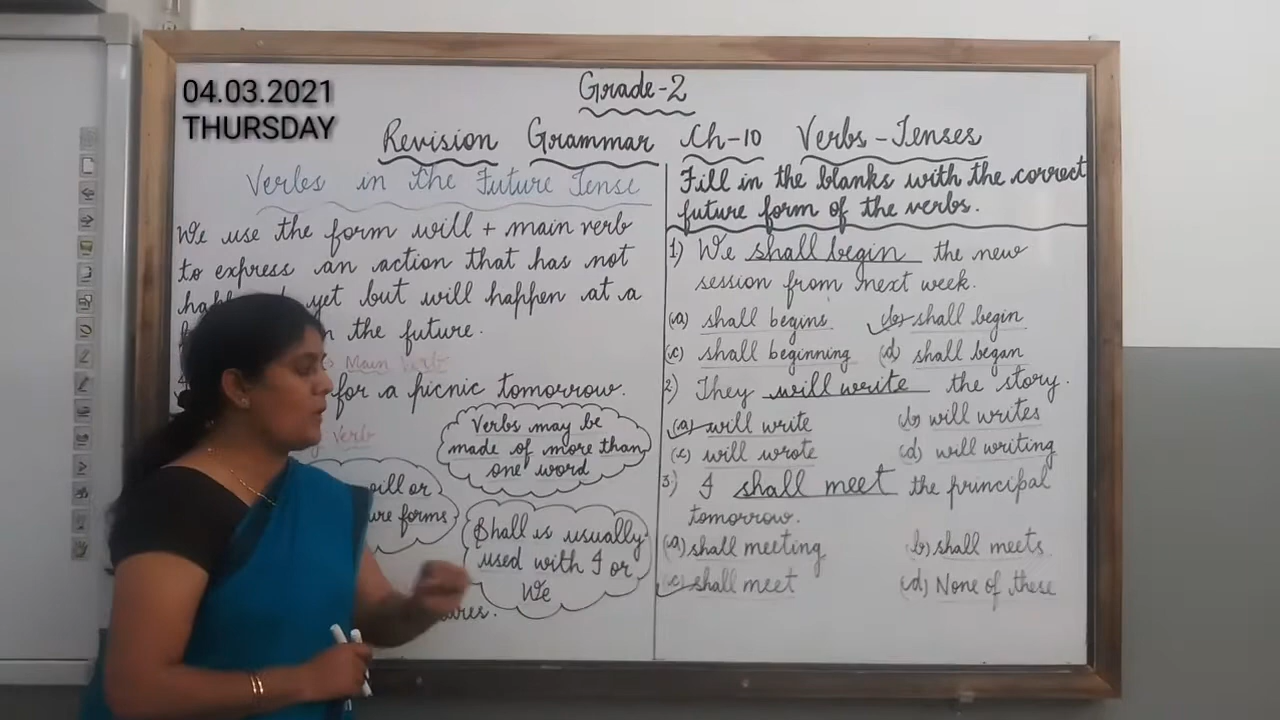 04.03.2021
THURSDAY
Grade-2
Revision Grammar Ch-10 Verbs-Tenses
Verbs in the Future Tense
We use the form will + main verb
to express an action that has not
yet but will happen at a
the future.
Main Verb
for a picnic tomorrow.
Verb
Verbs may be
made of more than
one word
will or
forms
Shall is usually
used with I or
We
Fill in the blanks with the correct
future form of the verbs.
1) We shall begin the new
session from next week.
(a) shall begins (b) shall begin
(c) shall beginning (d) shall began
2) They will write the story.
(a) will write (b) will writes
(c) will wrote (d) will writing
3) I shall meet the principal
tomorrow.
(a) shall meeting (b) shall meets
(c) shall meet (d) None of these